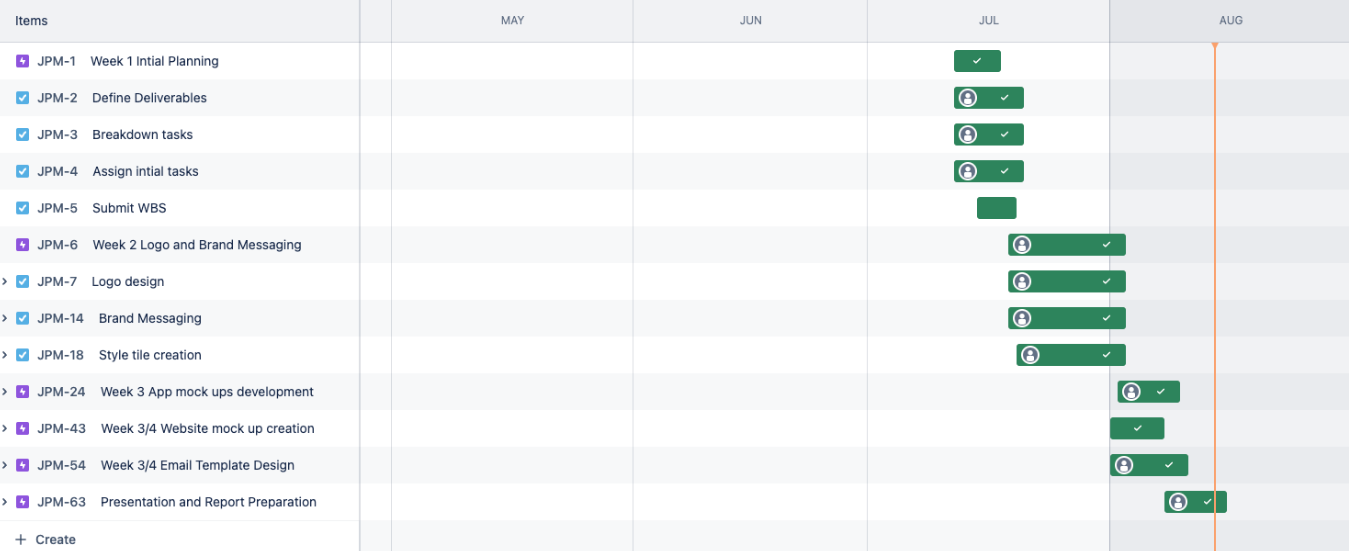 Items MAY JUN JUL AUG
JPM-1 Week 1 Intial Planning
JPM-2 Define Deliverables
JPM-3 Breakdown tasks
JPM-4 Assign intial tasks
JPM-5 Submit WBS
JPM-6 Week 2 Logo and Brand Messaging
JPM-7 Logo design
JPM-14 Brand Messaging
JPM-18 Style tile creation
JPM-24 Week 3 App mock ups development
JPM-43 Week 3/4 Website mock up creation
JPM-54 Week 3/4 Email Template Design
JPM-63 Presentation and Report Preparation
+ Create